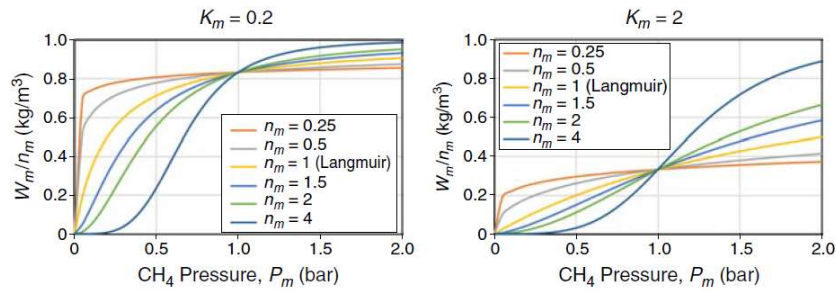 K_m = 0.2
W_m/n_m (kg/m³)
1.0
0.8
0.6
0.4
0.2
0
n_m = 0.25
n_m = 0.5
n_m = 1 (Langmuir)
n_m = 1.5
n_m = 2
n_m = 4
0 0.5 1.0 1.5 2.0
CH₄ Pressure, P_m (bar)
K_m = 2
W_m/n_m (kg/m³)
1.0
0.8
0.6
0.4
0.2
0
n_m = 0.25
n_m = 0.5
n_m = 1 (Langmuir)
n_m = 1.5
n_m = 2
n_m = 4
0 0.5 1.0 1.5 2.0
CH₄ Pressure, P_m (bar)